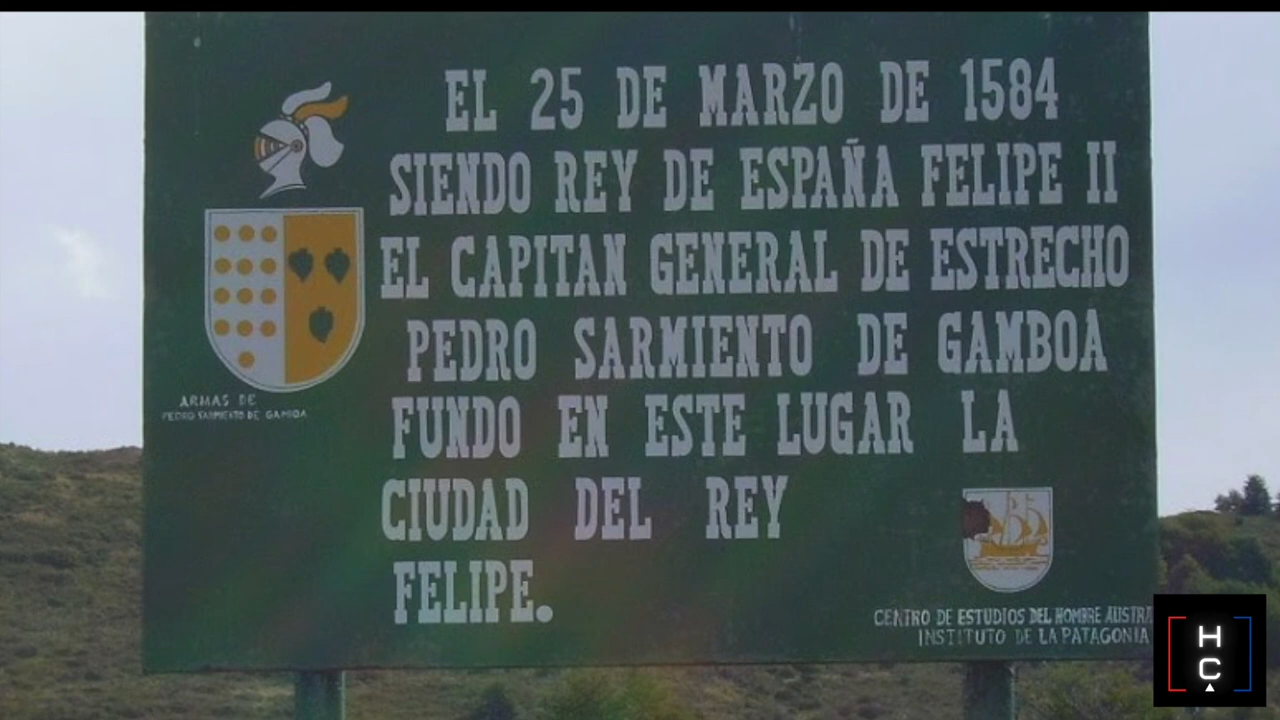 EL 25 DE MARZO DE 1584
SIENDO REY DE ESPAÑA FELIPE II
EL CAPITAN GENERAL DE ESTRECHO
PEDRO SARMIENTO DE GAMBOA
FUNDO EN ESTE LUGAR LA
CIUDAD DEL REY
FELIPE.
ARMAS DE
PEDRO SARMIENTO DE GAMBOA
CENTRO DE ESTUDIOS DEL HOMBRE AUSTRA
INSTITUTO DE LA PATAGONIA
H
C